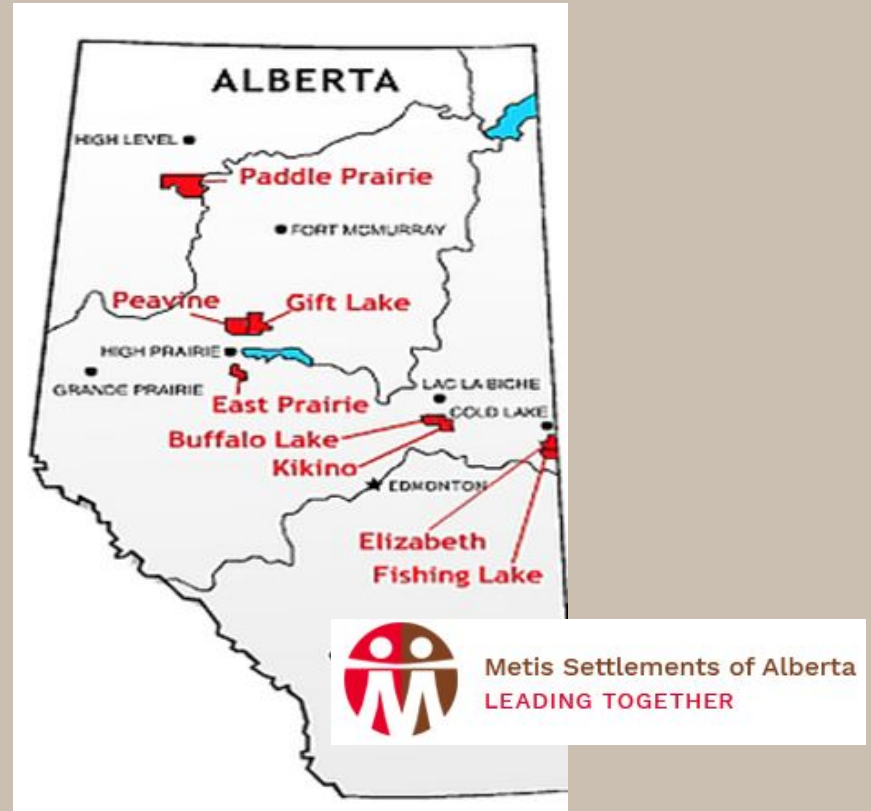 ALBERTA
HIGH LEVEL
Paddle Prairie
FORT MCMURRAY
Peavine
Gift Lake
HIGH PRAIRIE
GRANDE PRAIRIE
East Prairie
LAC LA BICHE
COLD LAKE
Buffalo Lake
Kikino
EDMONTON
Elizabeth
Fishing Lake
Metis Settlements of Alberta
LEADING TOGETHER